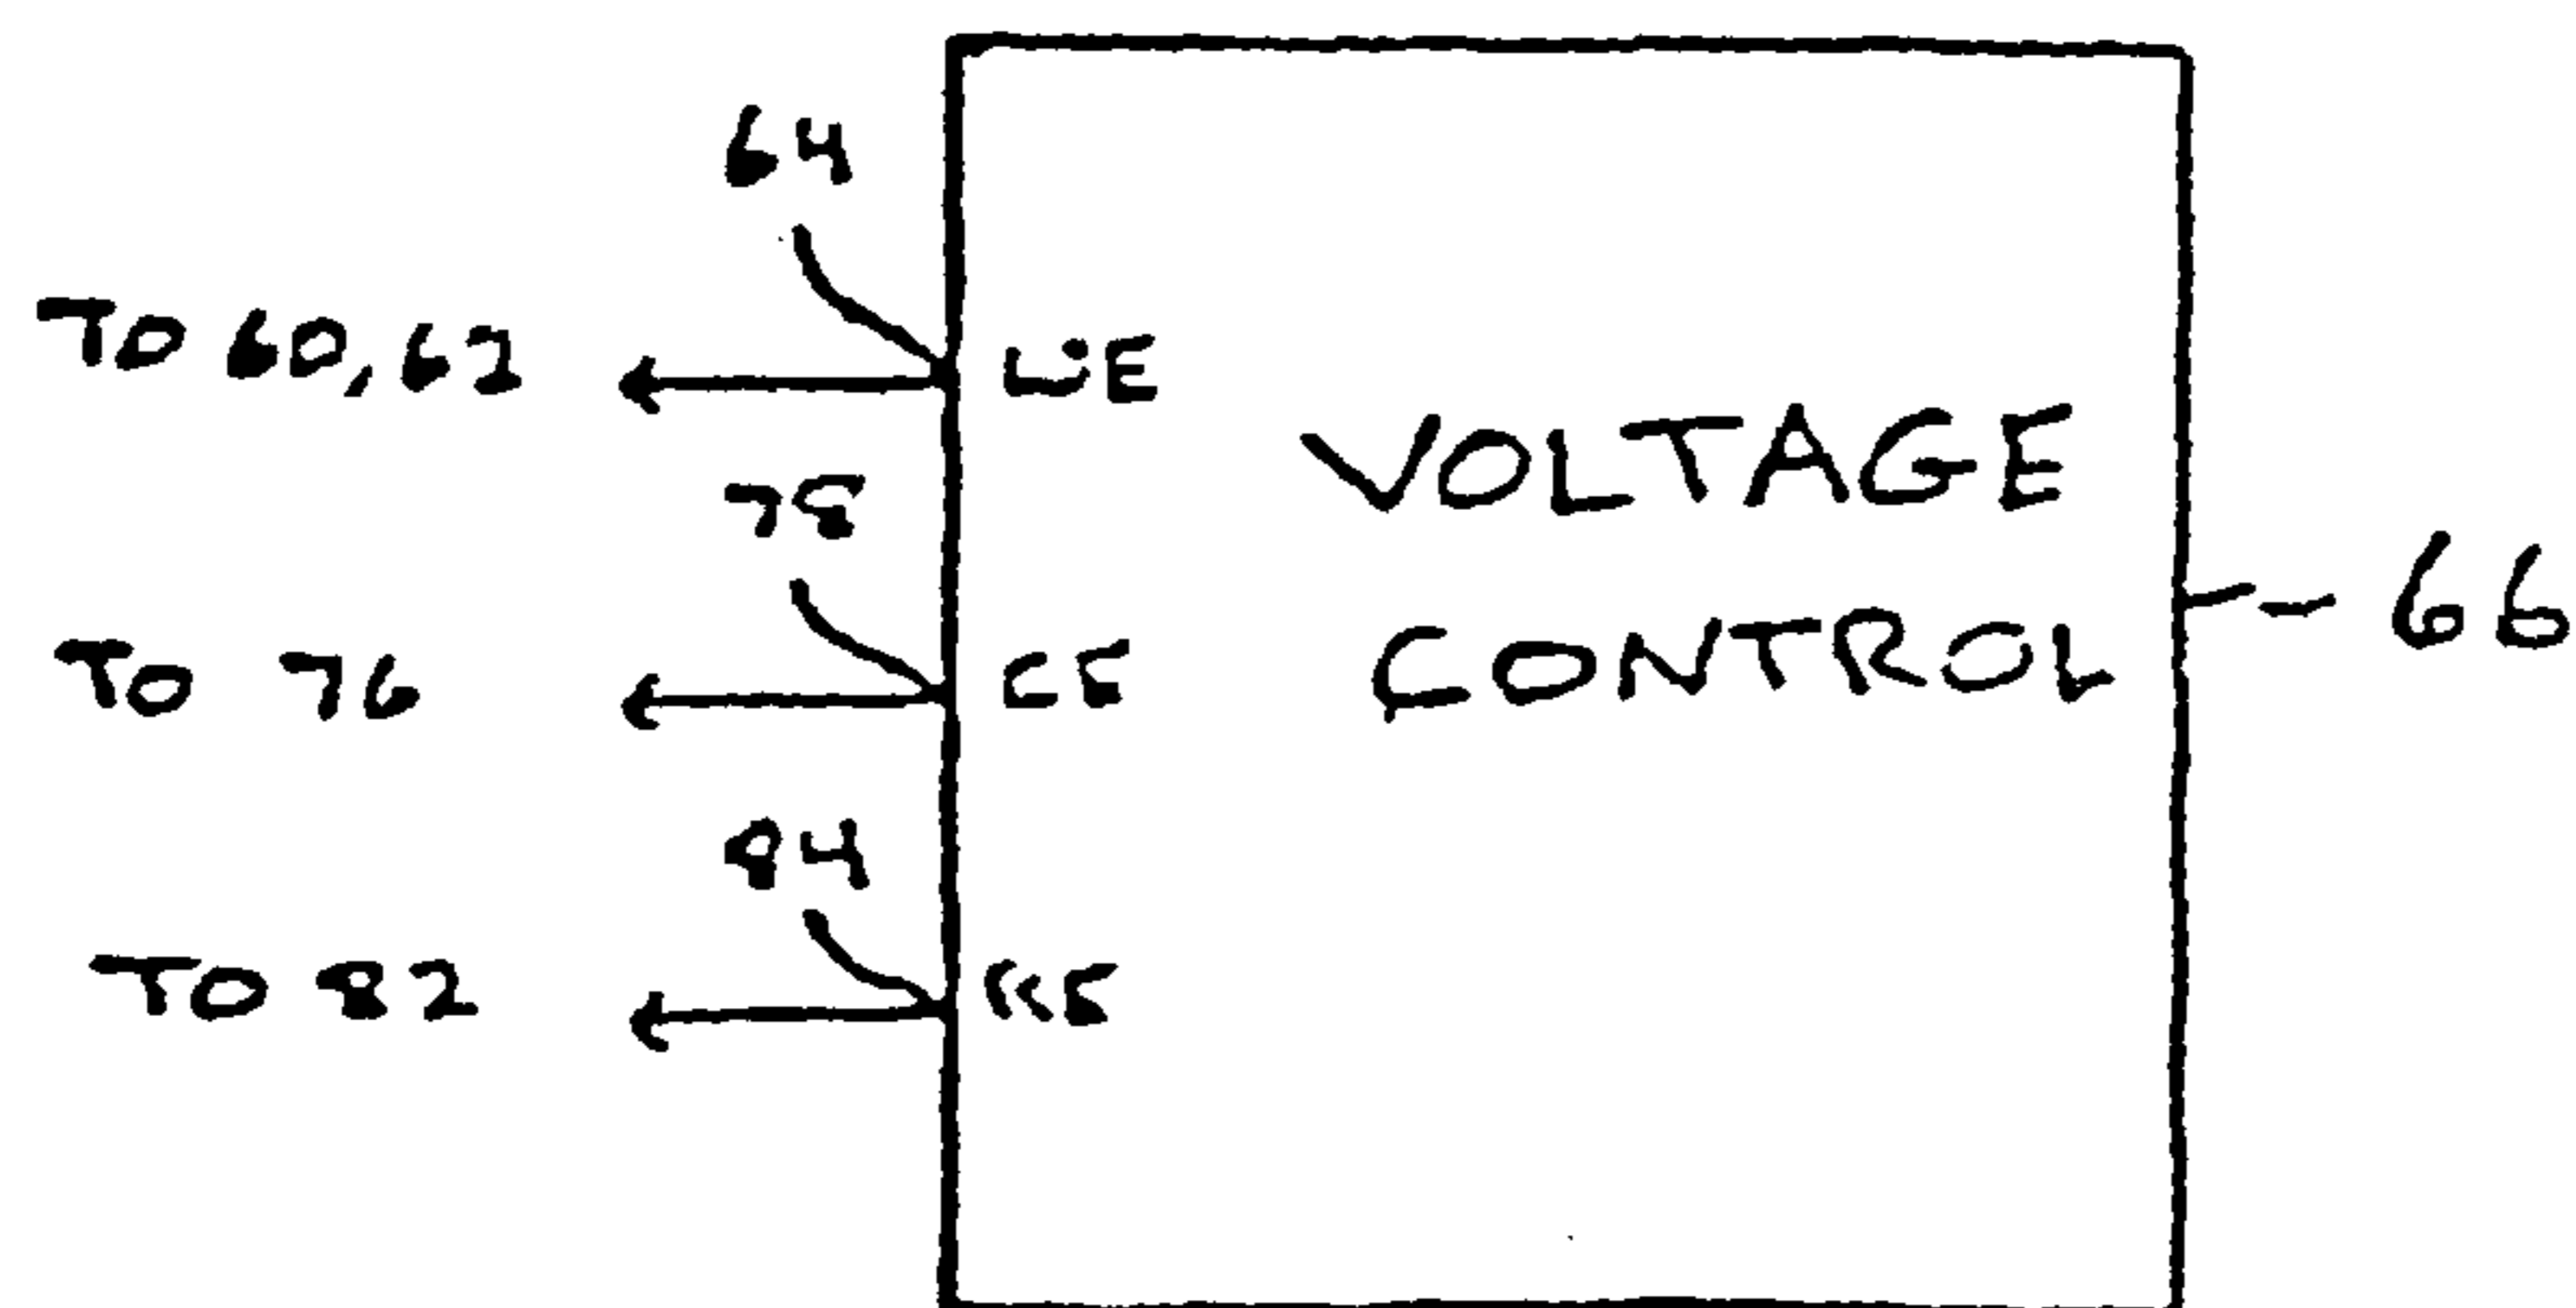 64
TO 60,62
WE
78
VOLTAGE
CONTROL
66
TO 76
CE
84
TO 82
RE